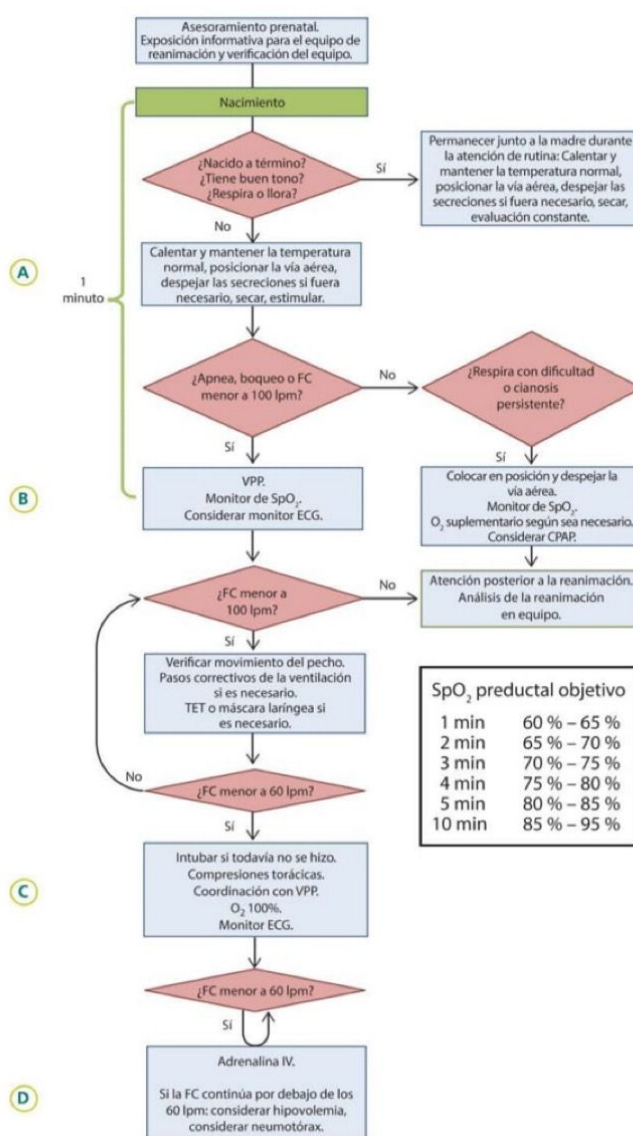 Asesoramiento prenatal.
Exposición informativa para el equipo de
reanimación y verificación del equipo.
Nacimiento
¿Nacido a término?
¿Tiene buen tono?
¿Respira o llora?
Sí
Permanecer junto a la madre durante
la atención de rutina: Calentar y
mantener la temperatura normal,
posicionar la vía aérea, despejar las
secreciones si fuera necesario, secar,
evaluación constante.
No
A
1
minuto
Calentar y mantener la temperatura
normal, posicionar la vía aérea,
despejar las secreciones si fuera
necesario, secar, estimular.
¿Apnea, boqueo o FC
menor a 100 lpm?
No
¿Respira con dificultad
o cianosis
persistente?
Sí
Sí
B
VPP.
Monitor de SpO₂.
Considerar monitor ECG.
Colocar en posición y despejar la
vía aérea.
Monitor de SpO₂.
O₂ suplementario según sea necesario.
Considerar CPAP.
¿FC menor a
100 lpm?
No
Atención posterior a la reanimación.
Análisis de la reanimación
en equipo.
Sí
Verificar movimiento del pecho.
Pasos correctivos de la ventilación
si es necesario.
TET o máscara laríngea si
es necesario.
SpO₂ preductal objetivo
1 min 60 % – 65 %
2 min 65 % – 70 %
3 min 70 % – 75 %
4 min 75 % – 80 %
5 min 80 % – 85 %
10 min 85 % – 95 %
No
¿FC menor a 60 lpm?
Sí
C
Intubar si todavía no se hizo.
Compresiones torácicas.
Coordinación con VPP.
O₂ 100%.
Monitor ECG.
¿FC menor a 60 lpm?
Sí
D
Adrenalina IV.
Si la FC continúa por debajo de los
60 lpm: considerar hipovolemia,
considerar neumotórax.